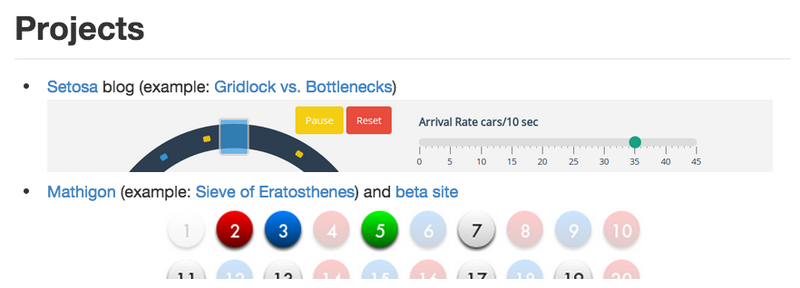 Projects
Setosa blog (example: Gridlock vs. Bottlenecks)
Pause Reset
Arrival Rate cars/10 sec
0 5 10 15 20 25 30 35 40 45
Mathigon (example: Sieve of Eratosthenes) and beta site
1 2 3 4 5 6 7 8 9 10
11 12 13 14 15 16 17 18 19 20